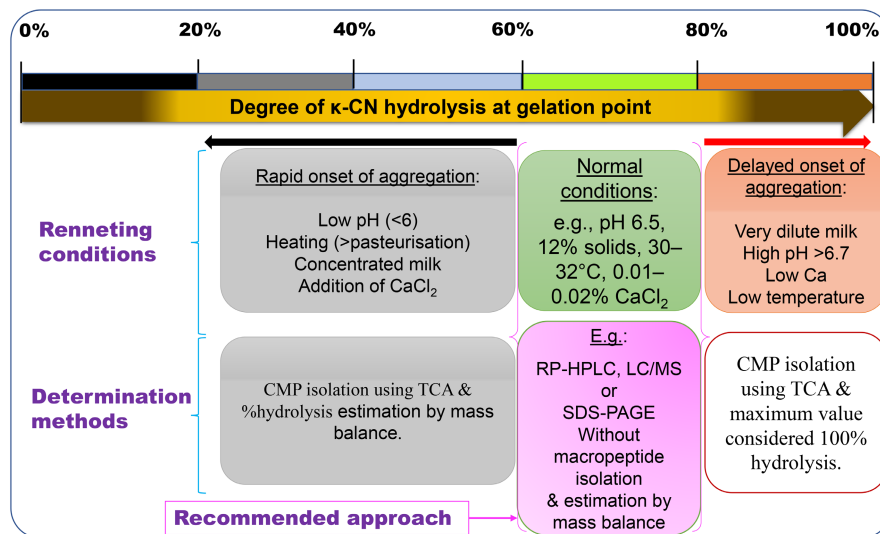 0% 20% 40% 60% 80% 100%
Degree of κ-CN hydrolysis at gelation point
Renneting
conditions
Rapid onset of aggregation:
Low pH (<6)
Heating (>pasteurisation)
Concentrated milk
Addition of CaCl₂
Normal
conditions:
e.g., pH 6.5,
12% solids, 30–
32°C, 0.01–
0.02% CaCl₂
Delayed onset of
aggregation:
Very dilute milk
High pH >6.7
Low Ca
Low temperature
Determination
methods
CMP isolation using TCA &
%hydrolysis estimation by mass
balance.
E.g.:
RP-HPLC, LC/MS
or
SDS-PAGE
Without
macropeptide
isolation
& estimation by
mass balance
CMP isolation
using TCA &
maximum value
considered 100%
hydrolysis.
Recommended approach